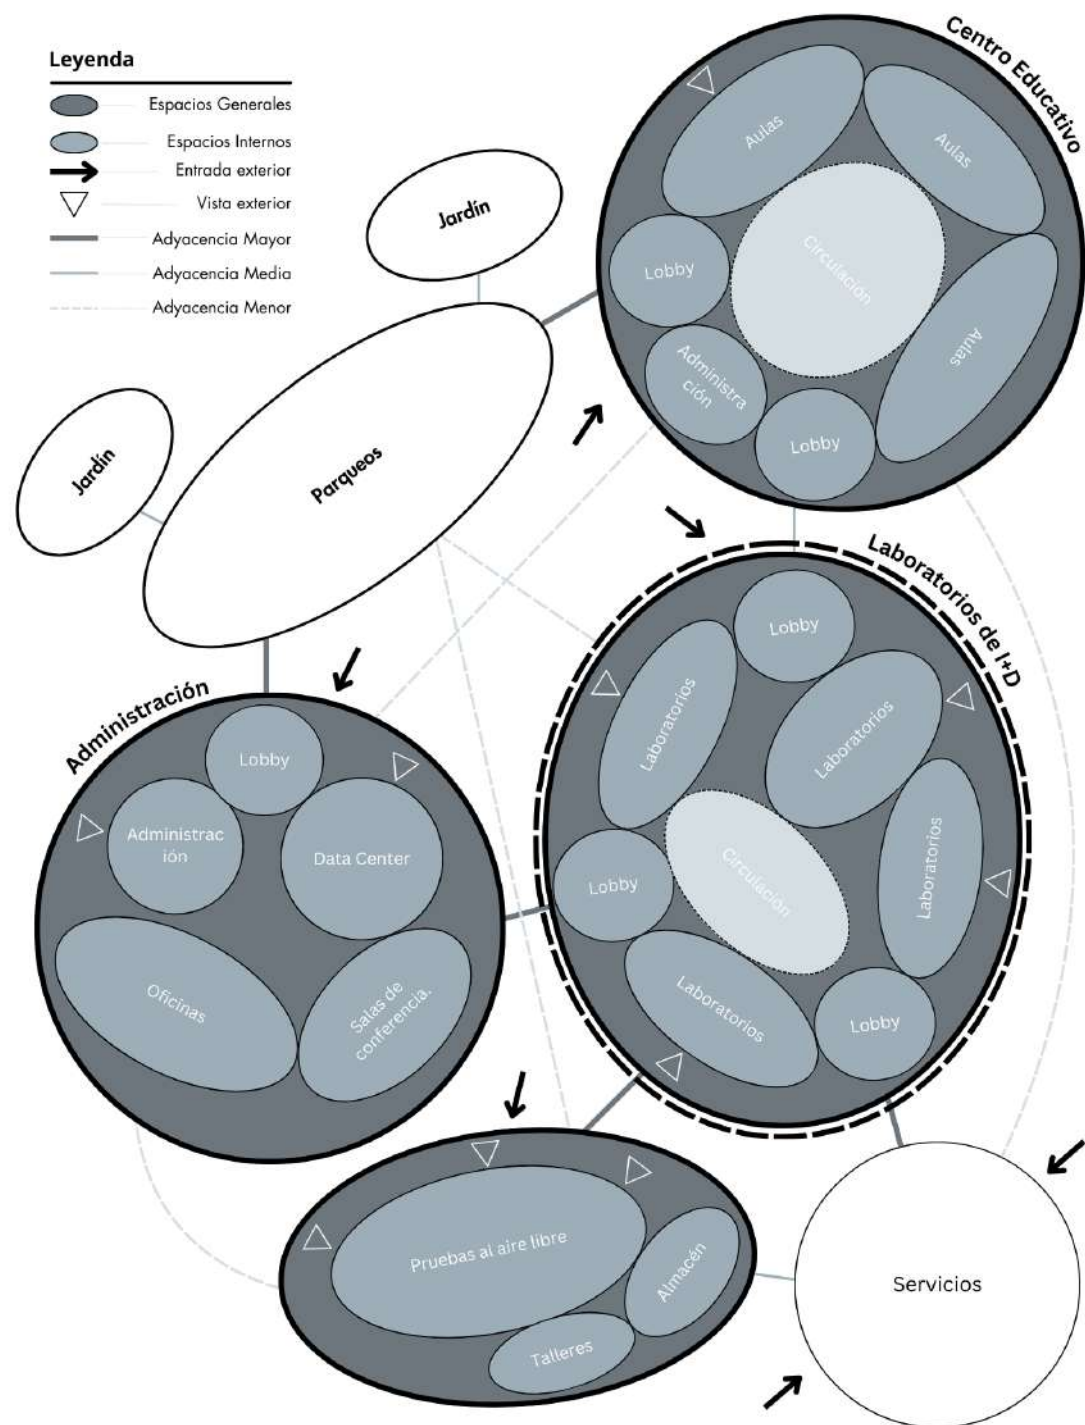 Leyenda
Espacios Generales
Espacios Internos
Entrada exterior
Vista exterior
Adyacencia Mayor
Adyacencia Media
Adyacencia Menor
Centro Educativo
Aulas
Aulas
Circulación
Lobby
Administra
ción
Aulas
Lobby
Jardín
Jardín
Parqueos
Laboratorios de I+D
Lobby
Laboratorios
Laboratorios
Laboratorios
Circulación
Lobby
Laboratorios
Lobby
Administración
Lobby
Administrac
ión
Data Center
Oficinas
Salas de
conferencia.
Pruebas al aire libre
Almacén
Talleres
Servicios